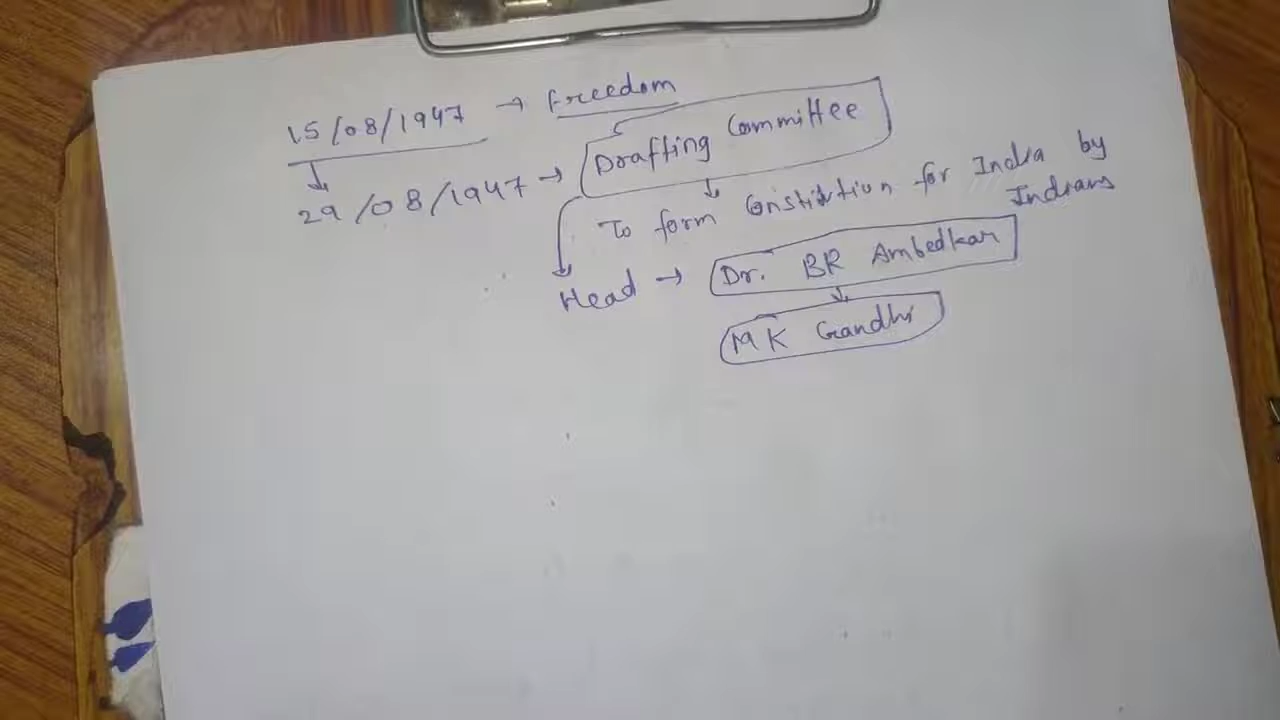 15/08/1947 → Freedom
29/08/1947 → Drafting Committee
To form Constitution for India by
Indians
Head → Dr. BR Ambedkar
MK Gandhi